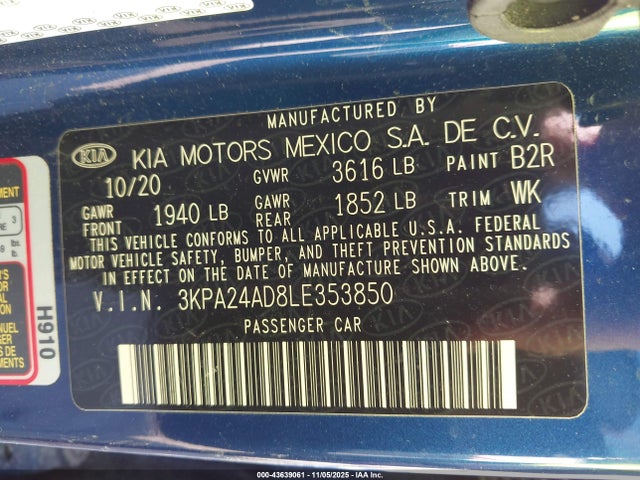 MANUFACTURED BY
KIA KIA MOTORS MEXICO S.A. DE C.V.
10/20 GVWR 3616 LB PAINT B2R
GAWR FRONT 1940 LB GAWR REAR 1852 LB TRIM WK
THIS VEHICLE CONFORMS TO ALL APPLICABLE U.S.A. FEDERAL
MOTOR VEHICLE SAFETY, BUMPER, AND THEFT PREVENTION STANDARDS
IN EFFECT ON THE DATE OF MANUFACTURE SHOWN ABOVE.
V.I.N. 3KPA24AD8LE353850
PASSENGER CAR
H910
3
lbs.
000-43639061 - 11/05/2025 - IAA Inc.